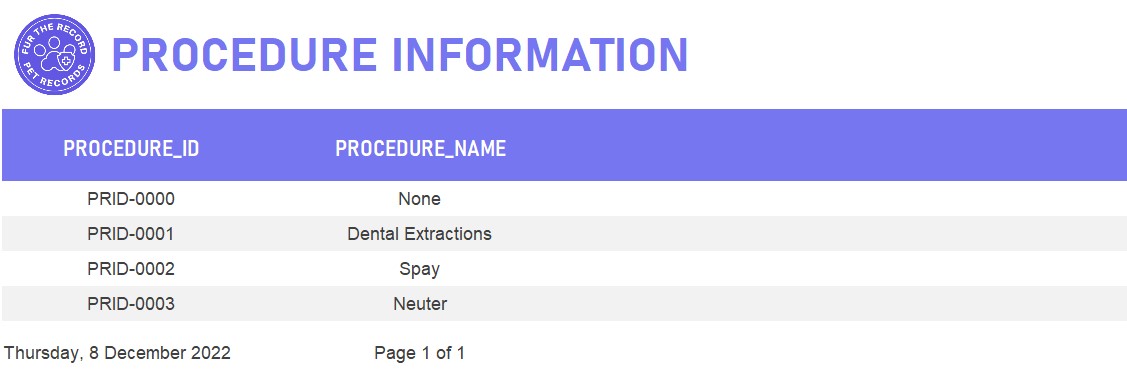 FUR THE RECORD
PET RECORDS
PROCEDURE INFORMATION
PROCEDURE_ID PROCEDURE_NAME
PRID-0000 None
PRID-0001 Dental Extractions
PRID-0002 Spay
PRID-0003 Neuter
Thursday, 8 December 2022 Page 1 of 1